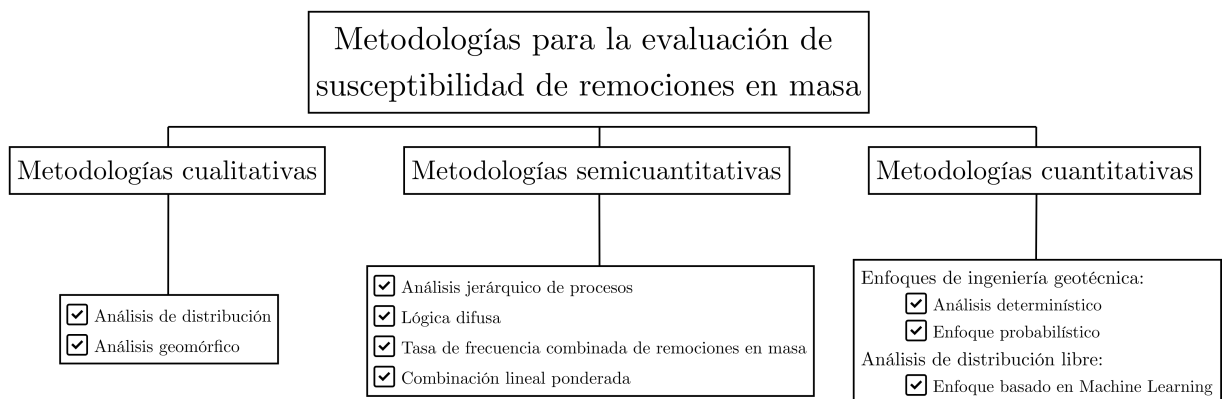 Metodologías para la evaluación de
susceptibilidad de remociones en masa
Metodologías cualitativas
Metodologías semicuantitativas
Metodologías cuantitativas
Análisis de distribución
Análisis geomórfico
Análisis jerárquico de procesos
Lógica difusa
Tasa de frecuencia combinada de remociones en masa
Combinación lineal ponderada
Enfoques de ingeniería geotécnica:
Análisis determinístico
Enfoque probabilístico
Análisis de distribución libre:
Enfoque basado en Machine Learning